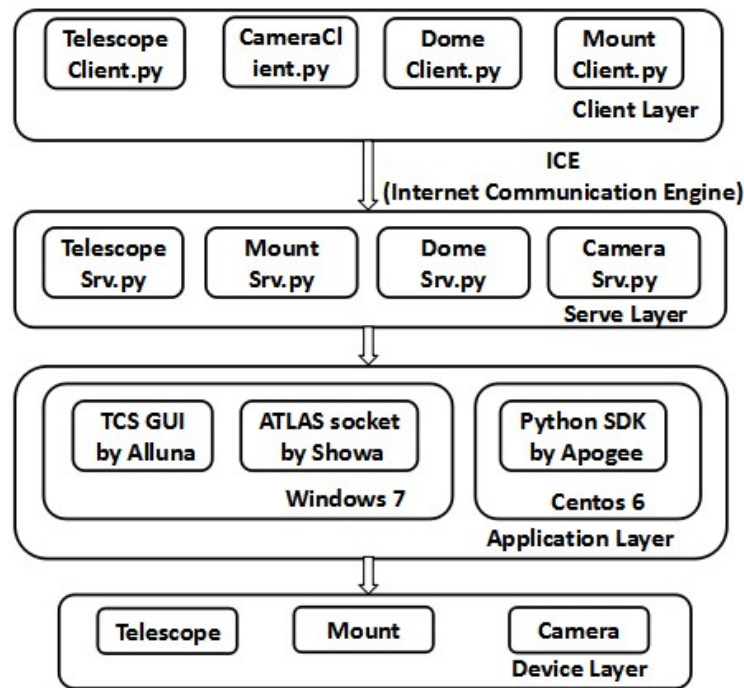 Telescope
Client.py
CameraCl
ient.py
Dome
Client.py
Mount
Client.py
Client Layer
ICE
(Internet Communication Engine)
Telescope
Srv.py
Mount
Srv.py
Dome
Srv.py
Camera
Srv.py
Serve Layer
TCS GUI
by Alluna
ATLAS socket
by Showa
Windows 7
Python SDK
by Apogee
Centos 6
Application Layer
Telescope
Mount
Camera
Device Layer